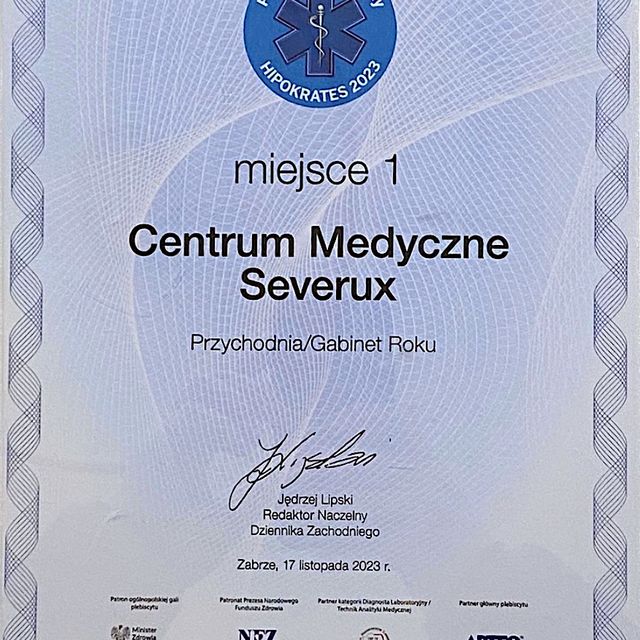 HIPOKRATES 2023
miejsce 1
Centrum Medyczne
Severux
Przychodnia/Gabinet Roku
Jędrzej Lipski
Redaktor Naczelny
Dziennika Zachodniego
Zabrze, 17 listopada 2023 r.
Patron ogólnopolskiej gali
plebiscytu
Patronat Prezesa Narodowego
Funduszu Zdrowia
Partner kategorii Diagnosta Laboratoryjny /
Technik Analityki Medycznej
Partner główny plebiscytu
Minister
Zdrowia
NFZ